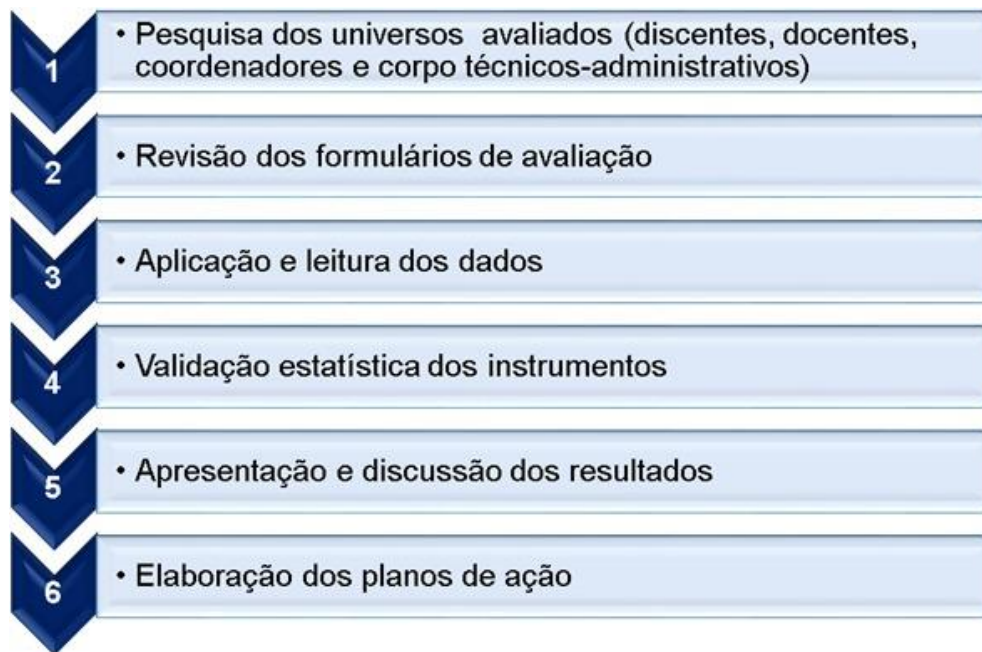 1
• Pesquisa dos universos avaliados (discentes, docentes,
coordenadores e corpo técnicos-administrativos)
2
• Revisão dos formulários de avaliação
3
• Aplicação e leitura dos dados
4
• Validação estatística dos instrumentos
5
• Apresentação e discussão dos resultados
6
• Elaboração dos planos de ação